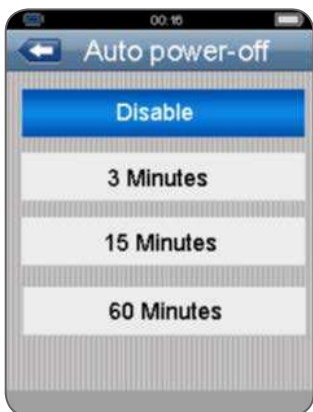 00:16
Auto power-off
Disable
3 Minutes
15 Minutes
60 Minutes